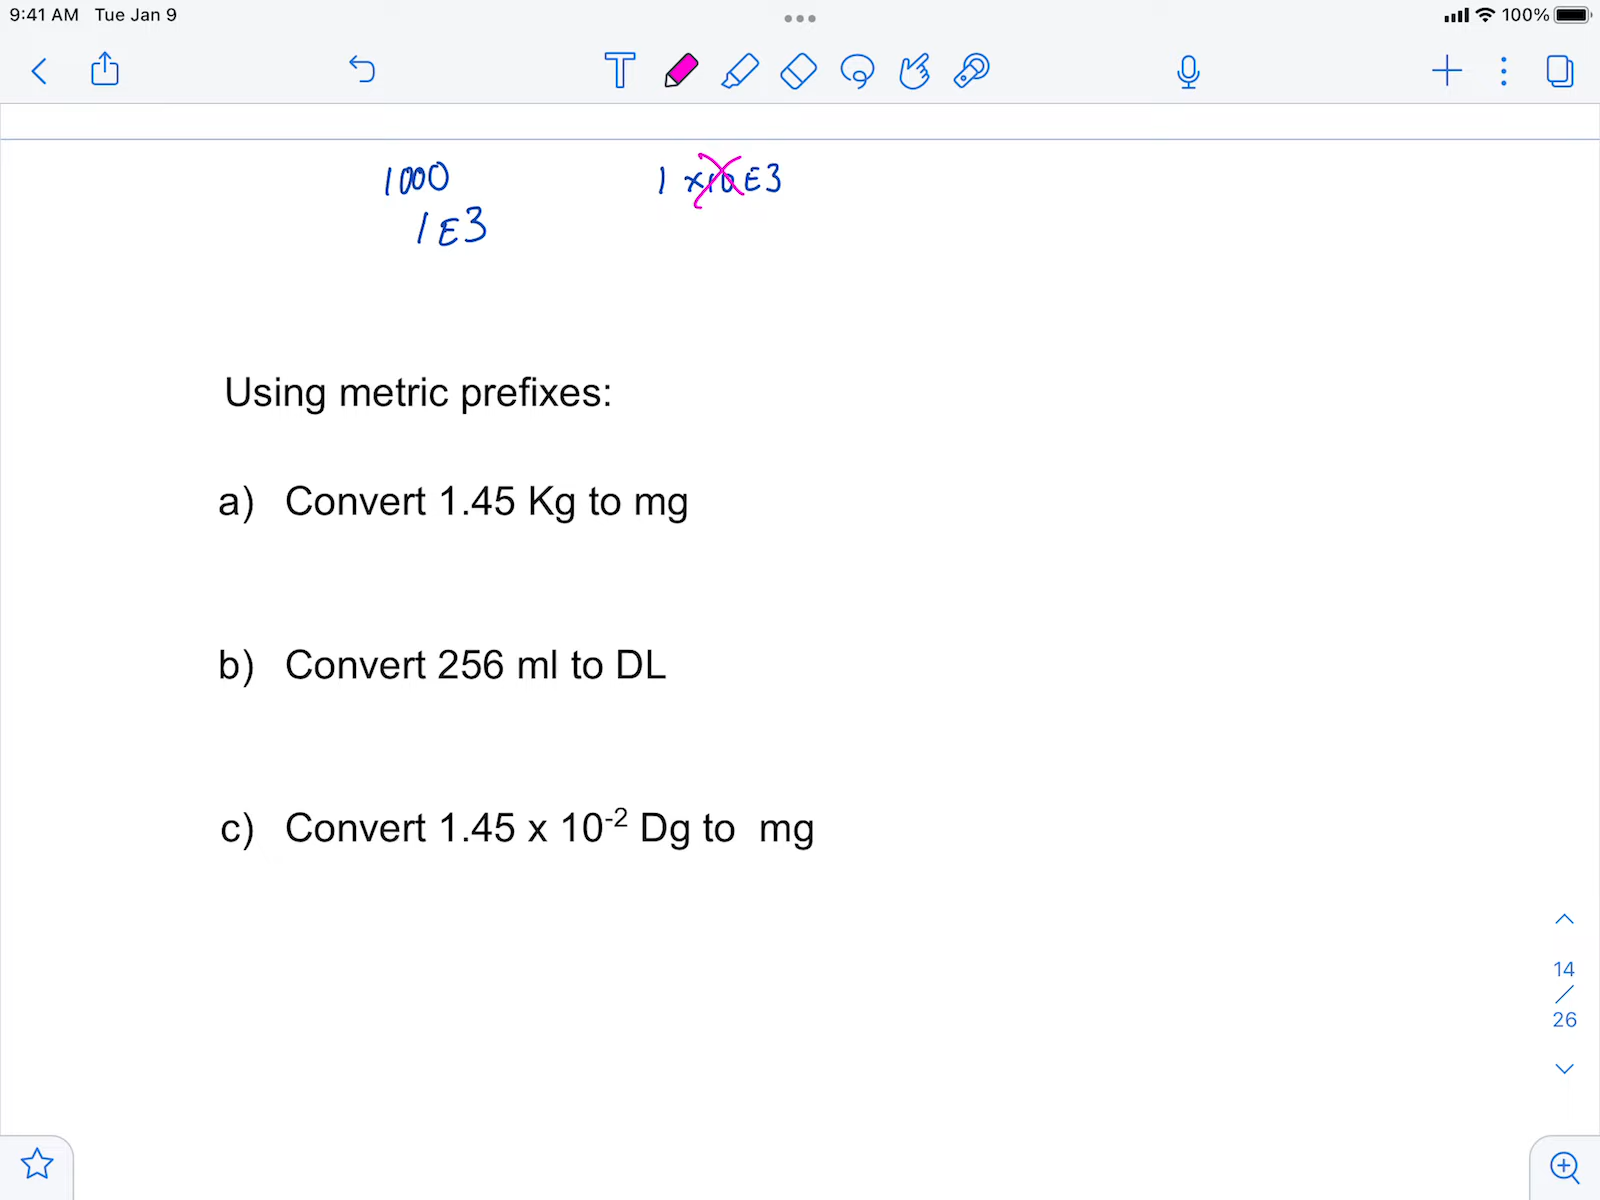 9:41 AM Tue Jan 9
100%
1000
1 x10 E3
1E3
Using metric prefixes:
a) Convert 1.45 Kg to mg
b) Convert 256 ml to DL
c) Convert 1.45 x 10⁻² Dg to mg
14
/
26